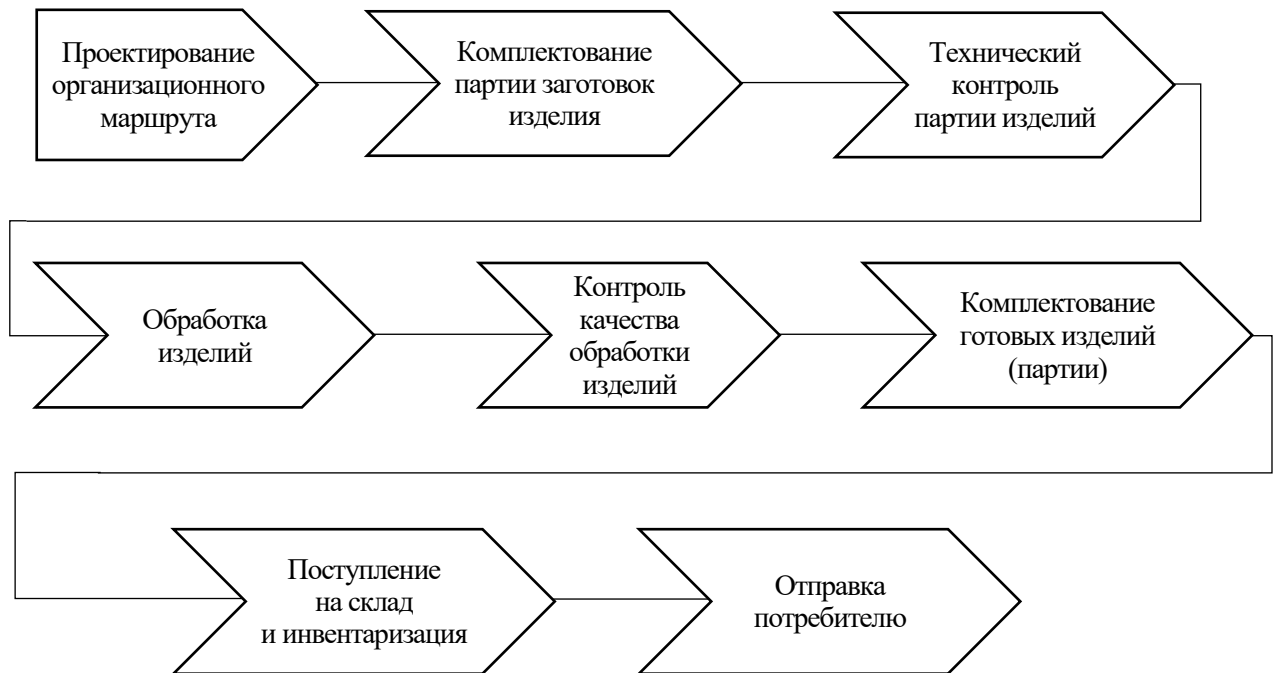 Проектирование
организационного
маршрута
Комплектование
партии заготовок
изделия
Технический
контроль
партии изделий
Обработка
изделий
Контроль
качества
обработки
изделий
Комплектование
готовых изделий
(партии)
Поступление
на склад
и инвентаризация
Отправка
потребителю